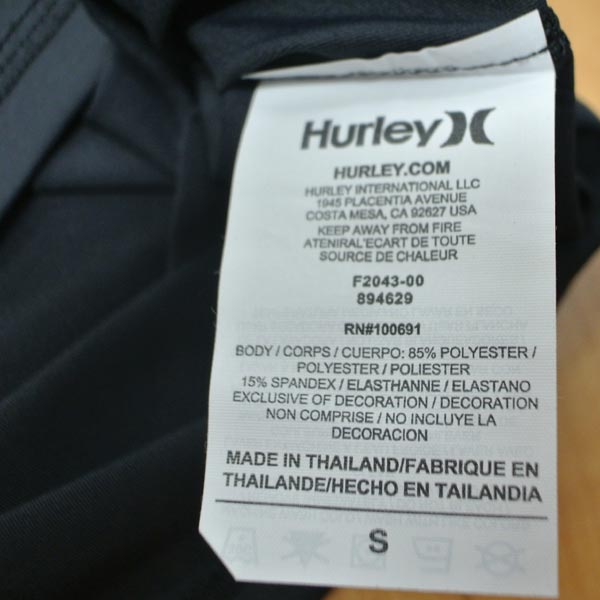 Hurley
HURLEY.COM
HURLEY INTERNATIONAL LLC
1945 PLACENTIA AVENUE
COSTA MESA, CA 92627 USA
KEEP AWAY FROM FIRE
ATENIRAL'ECART DE TOUTE
SOURCE DE CHALEUR
F2043-00
894629
RN#100691
BODY / CORPS / CUERPO: 85% POLYESTER /
POLYESTER / POLIESTER
15% SPANDEX / ELASTHANNE / ELASTANO
EXCLUSIVE OF DECORATION / DECORATION
NON COMPRISE / NO INCLUYE LA
DECORACION
MADE IN THAILAND/FABRIQUE EN
THAILANDE/HECHO EN TAILANDIA
S